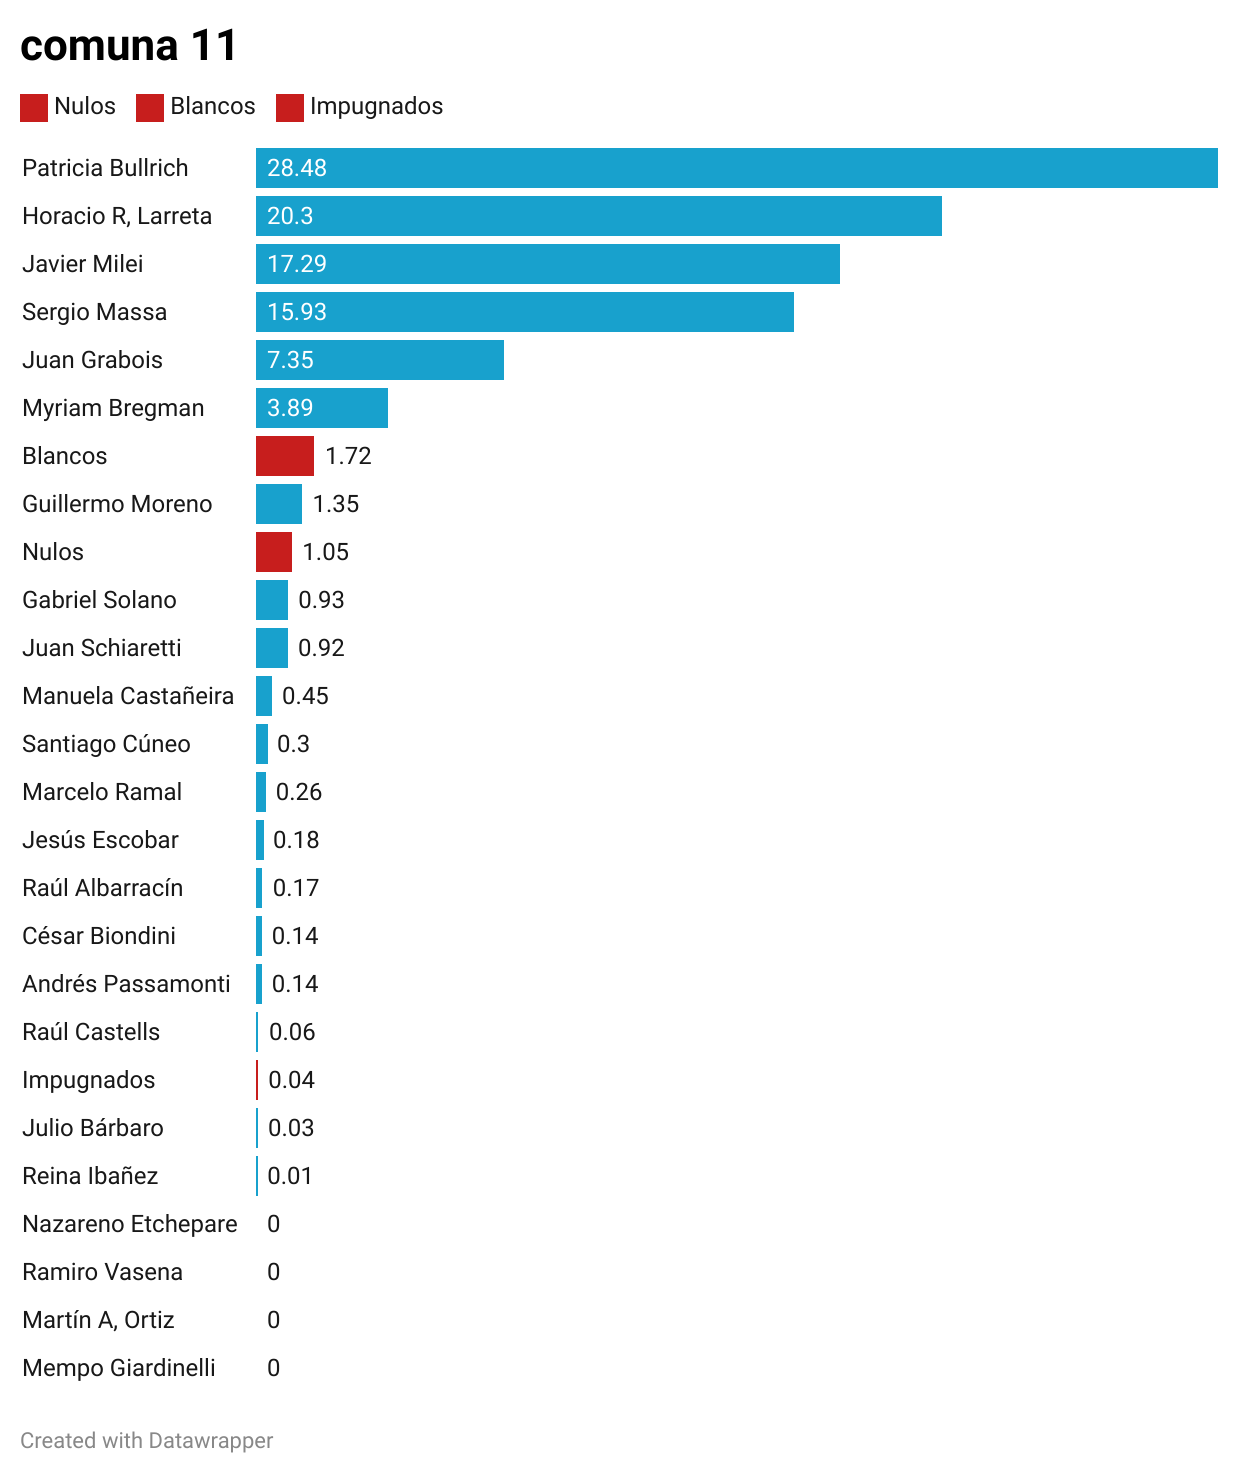 comuna 11
Nulos Blancos Impugnados
Patricia Bullrich 28.48
Horacio R, Larreta 20.3
Javier Milei 17.29
Sergio Massa 15.93
Juan Grabois 7.35
Myriam Bregman 3.89
Blancos 1.72
Guillermo Moreno 1.35
Nulos 1.05
Gabriel Solano 0.93
Juan Schiaretti 0.92
Manuela Castañeira 0.45
Santiago Cúneo 0.3
Marcelo Ramal 0.26
Jesús Escobar 0.18
Raúl Albarracín 0.17
César Biondini 0.14
Andrés Passamonti 0.14
Raúl Castells 0.06
Impugnados 0.04
Julio Bárbaro 0.03
Reina Ibañez 0.01
Nazareno Etchepare 0
Ramiro Vasena 0
Martín A, Ortiz 0
Mempo Giardinelli 0
Created with Datawrapper